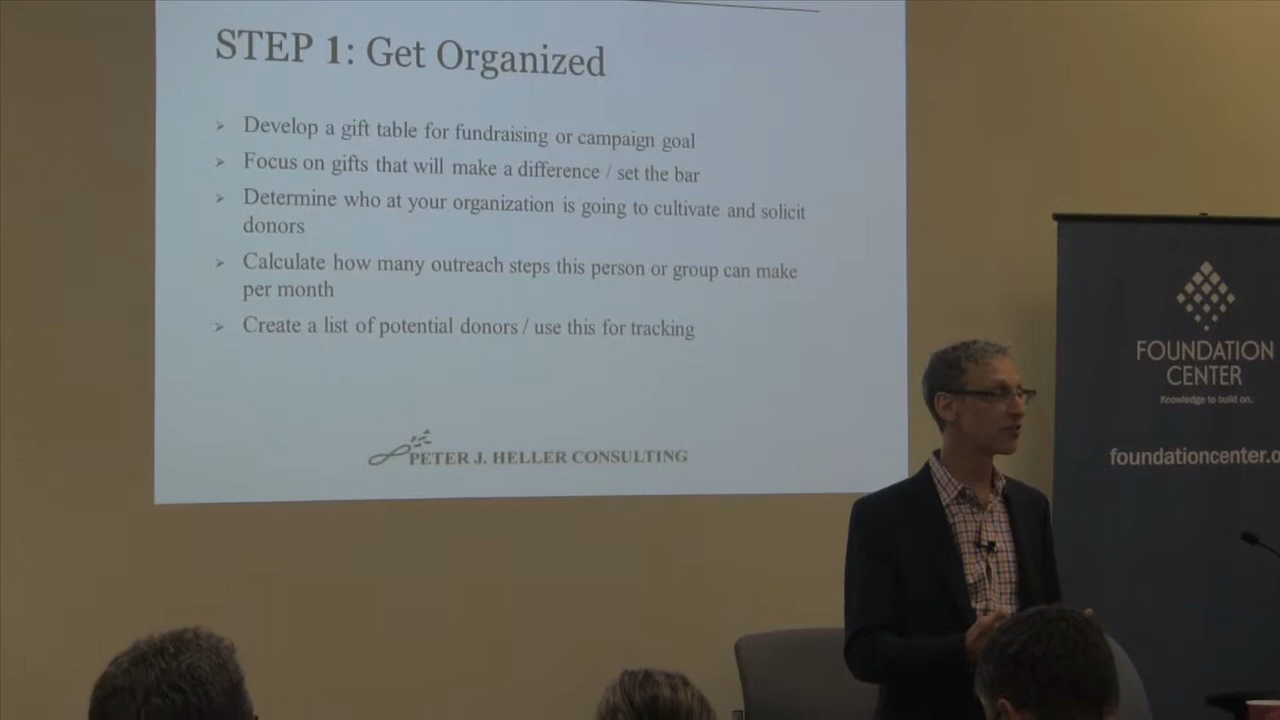 STEP 1: Get Organized
➢ Develop a gift table for fundraising or campaign goal
➢ Focus on gifts that will make a difference / set the bar
➢ Determine who at your organization is going to cultivate and solicit
donors
➢ Calculate how many outreach steps this person or group can make
per month
➢ Create a list of potential donors / use this for tracking
PETER J. HELLER CONSULTING
FOUNDATION
CENTER
Knowledge to build on.
foundationcenter.o